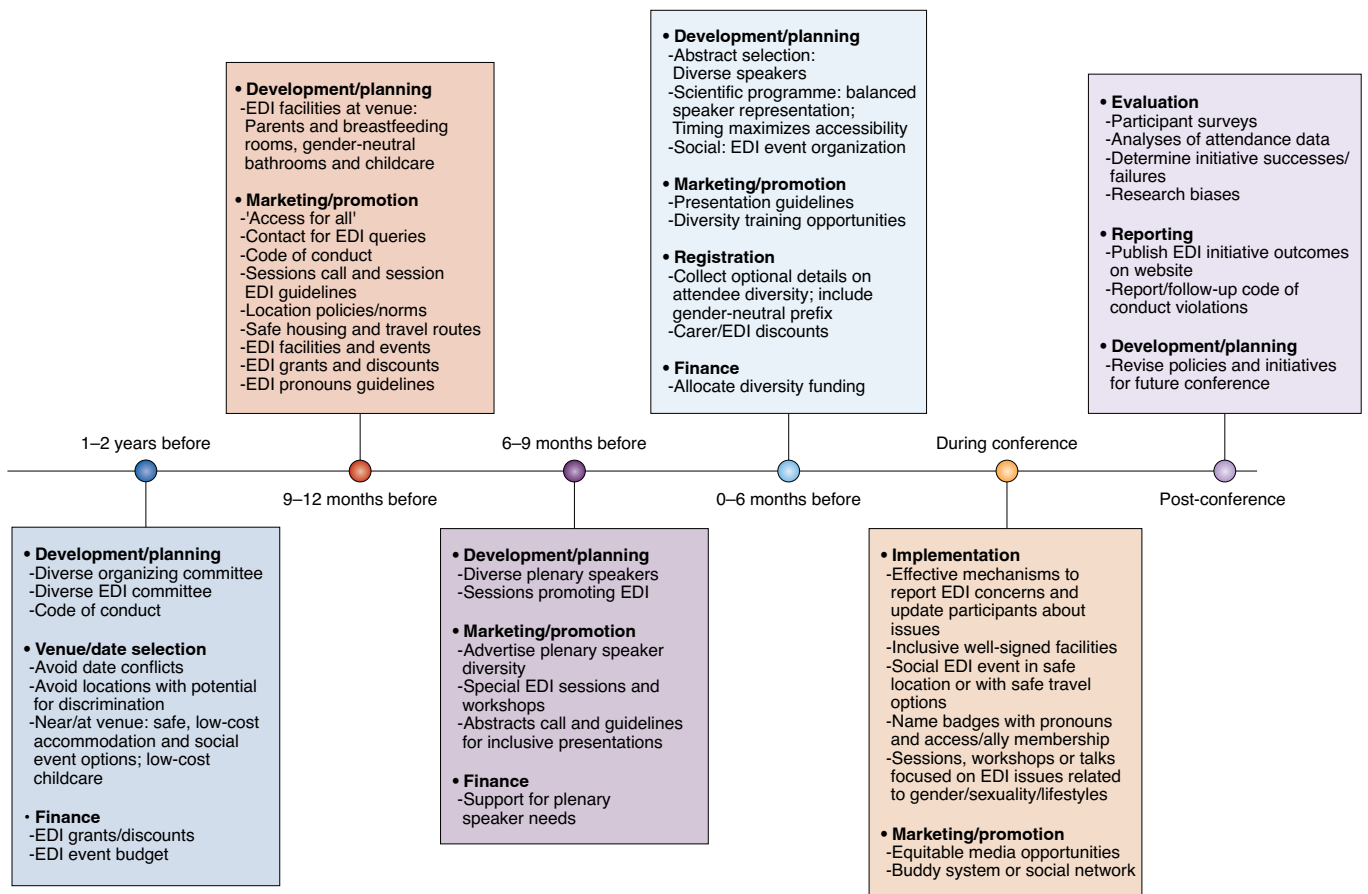 • Development/planning
-EDI facilities at venue:
Parents and breastfeeding
rooms, gender-neutral
bathrooms and childcare
• Marketing/promotion
-'Access for all'
-Contact for EDI queries
-Code of conduct
-Sessions call and session
EDI guidelines
-Location policies/norms
-Safe housing and travel routes
-EDI facilities and events
-EDI grants and discounts
-EDI pronouns guidelines
• Development/planning
-Abstract selection:
Diverse speakers
-Scientific programme: balanced
speaker representation;
Timing maximizes accessibility
-Social: EDI event organization
• Marketing/promotion
-Presentation guidelines
-Diversity training opportunities
• Registration
-Collect optional details on
attendee diversity; include
gender-neutral prefix
-Carer/EDI discounts
• Finance
-Allocate diversity funding
• Evaluation
-Participant surveys
-Analyses of attendance data
-Determine initiative successes/
failures
-Research biases
• Reporting
-Publish EDI initiative outcomes
on website
-Report/follow-up code of
conduct violations
• Development/planning
-Revise policies and initiatives
for future conference
1–2 years before
9–12 months before
6–9 months before
0–6 months before
During conference
Post-conference
• Development/planning
-Diverse organizing committee
-Diverse EDI committee
-Code of conduct
• Venue/date selection
-Avoid date conflicts
-Avoid locations with potential
for discrimination
-Near/at venue: safe, low-cost
accommodation and social
event options; low-cost
childcare
• Finance
-EDI grants/discounts
-EDI event budget
• Development/planning
-Diverse plenary speakers
-Sessions promoting EDI
• Marketing/promotion
-Advertise plenary speaker
diversity
-Special EDI sessions and
workshops
-Abstracts call and guidelines
for inclusive presentations
• Finance
-Support for plenary
speaker needs
• Implementation
-Effective mechanisms to
report EDI concerns and
update participants about
issues
-Inclusive well-signed facilities
-Social EDI event in safe
location or with safe travel
options
-Name badges with pronouns
and access/ally membership
-Sessions, workshops or talks
focused on EDI issues related
to gender/sexuality/lifestyles
• Marketing/promotion
-Equitable media opportunities
-Buddy system or social network